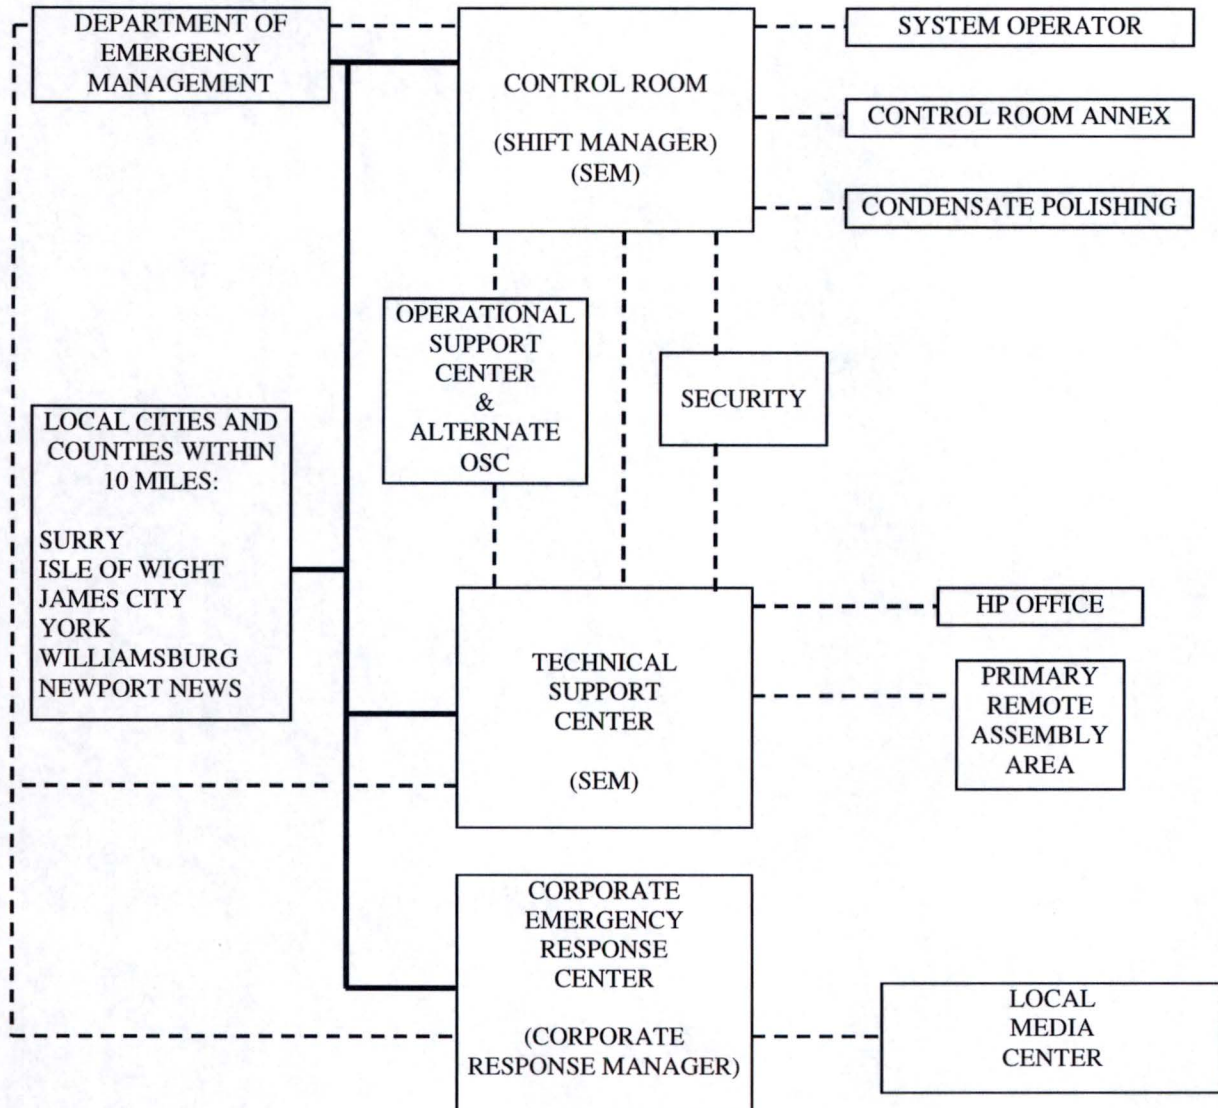 DEPARTMENT OF
EMERGENCY
MANAGEMENT
CONTROL ROOM
(SHIFT MANAGER)
(SEM)
SYSTEM OPERATOR
CONTROL ROOM ANNEX
CONDENSATE POLISHING
OPERATIONAL
SUPPORT
CENTER
&
ALTERNATE
OSC
SECURITY
LOCAL CITIES AND
COUNTIES WITHIN
10 MILES:
SURRY
ISLE OF WIGHT
JAMES CITY
YORK
WILLIAMSBURG
NEWPORT NEWS
TECHNICAL
SUPPORT
CENTER
(SEM)
HP OFFICE
PRIMARY
REMOTE
ASSEMBLY
AREA
CORPORATE
EMERGENCY
RESPONSE
CENTER
(CORPORATE
RESPONSE MANAGER)
LOCAL
MEDIA
CENTER